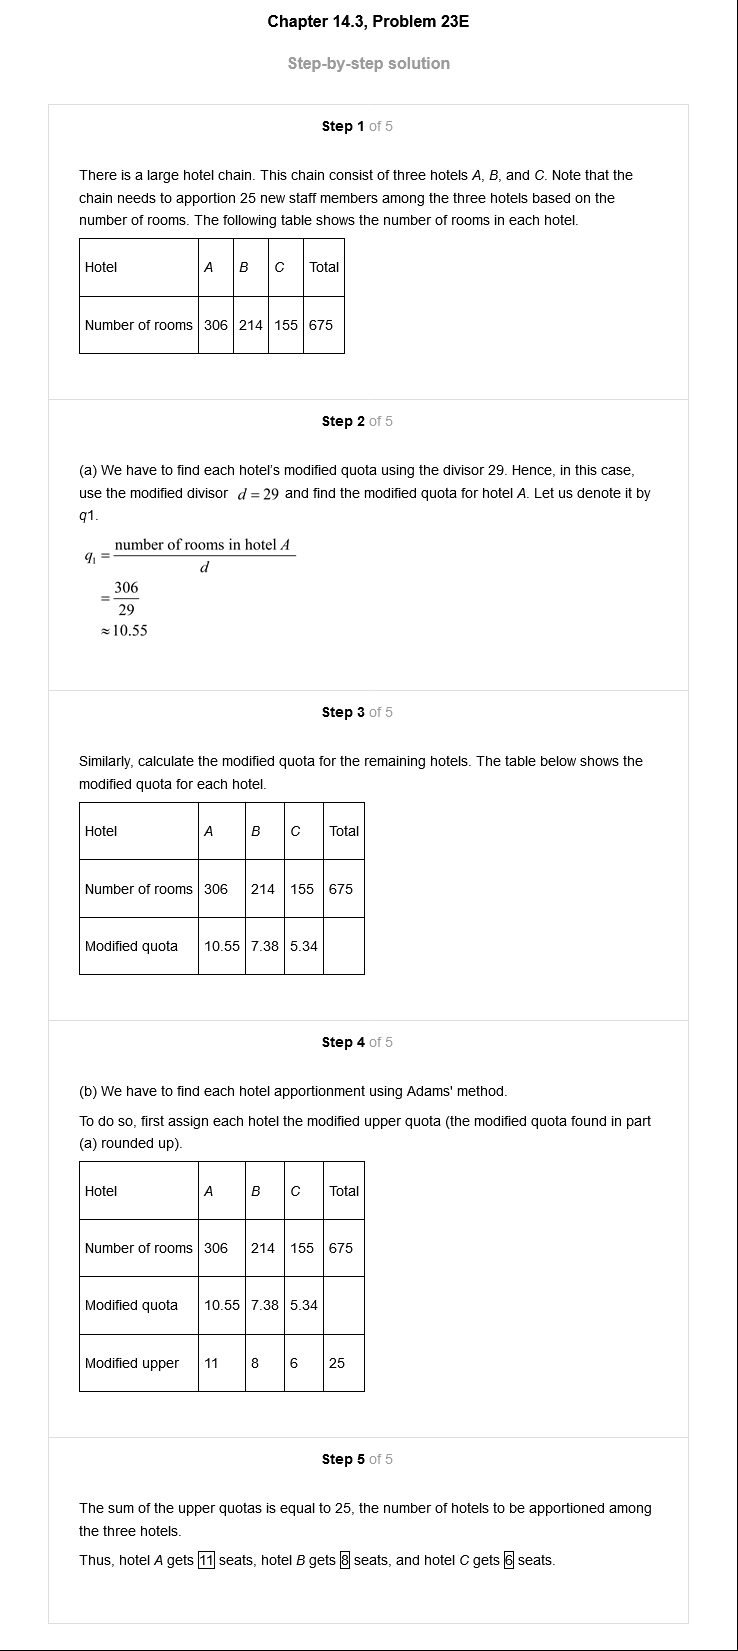 Chapter 14.3, Problem 23E
Step-by-step solution
Step 1 of 5
There is a large hotel chain. This chain consist of three hotels A, B, and C. Note that the
chain needs to apportion 25 new staff members among the three hotels based on the
number of rooms. The following table shows the number of rooms in each hotel.
Hotel A B C Total
Number of rooms 306 214 155 675
Step 2 of 5
(a) We have to find each hotel's modified quota using the divisor 29. Hence, in this case,
use the modified divisor d = 29 and find the modified quota for hotel A. Let us denote it by
q1.
q₁ = number of rooms in hotel A
d
= 306
29
≈ 10.55
Step 3 of 5
Similarly, calculate the modified quota for the remaining hotels. The table below shows the
modified quota for each hotel.
Hotel A B C Total
Number of rooms 306 214 155 675
Modified quota 10.55 7.38 5.34
Step 4 of 5
(b) We have to find each hotel apportionment using Adams' method.
To do so, first assign each hotel the modified upper quota (the modified quota found in part
(a) rounded up).
Hotel A B C Total
Number of rooms 306 214 155 675
Modified quota 10.55 7.38 5.34
Modified upper 11 8 6 25
Step 5 of 5
The sum of the upper quotas is equal to 25, the number of hotels to be apportioned among
the three hotels.
Thus, hotel A gets 11 seats, hotel B gets 8 seats, and hotel C gets 6 seats.